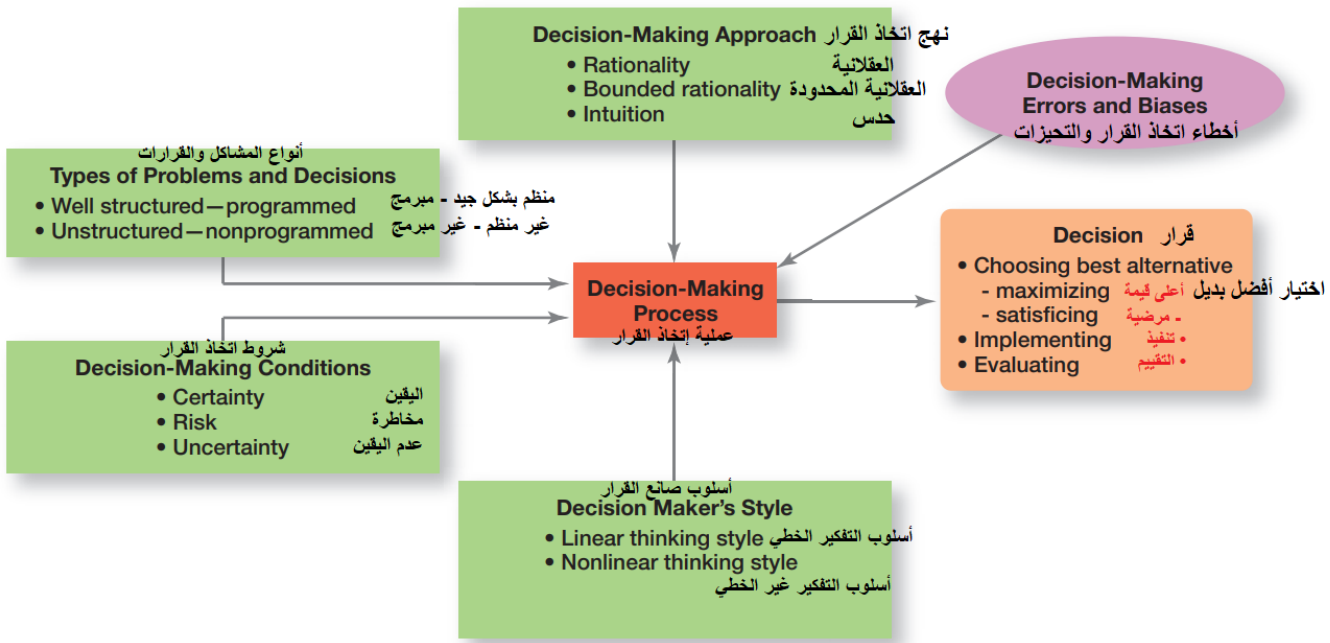 Decision-Making Approach نهج اتخاذ القرار
• Rationality العقلانية
• Bounded rationality العقلانية المحدودة
• Intuition حدس
Decision-Making
Errors and Biases
أخطاء اتخاذ القرار والتحيزات
أنواع المشاكل والقرارات
Types of Problems and Decisions
• Well structured—programmed منظم بشكل جيد - مبرمج
• Unstructured—nonprogrammed غير منظم - غير مبرمج
Decision-Making
Process
عملية إتخاذ القرار
Decision قرار
• Choosing best alternative
- maximizing أعلى قيمة اختيار أفضل بديل
- satisficing - مرضية
• Implementing • تنفيذ
• Evaluating • التقييم
شروط اتخاذ القرار
Decision-Making Conditions
• Certainty اليقين
• Risk مخاطرة
• Uncertainty عدم اليقين
أسلوب صانع القرار
Decision Maker's Style
• Linear thinking style أسلوب التفكير الخطي
• Nonlinear thinking style
أسلوب التفكير غير الخطي